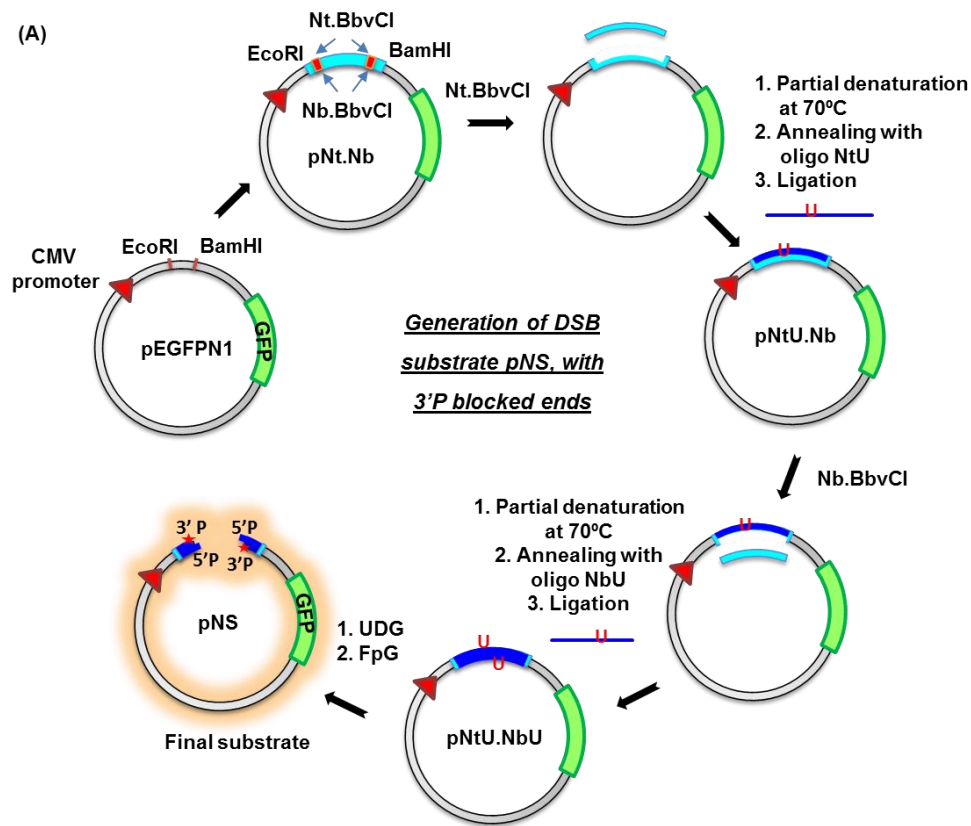 (A)
Nt.BbvCI
EcoRI
BamHI
Nb.BbvCI
pNt.Nb
Nt.BbvCI
1. Partial denaturation
at 70ºC
2. Annealing with
oligo NtU
3. Ligation
U
CMV
promoter
EcoRI
BamHI
GFP
pEGFPN1
Generation of DSB
substrate pNS, with
3'P blocked ends
U
pNtU.Nb
Nb.BbvCI
1. Partial denaturation
at 70ºC
2. Annealing with
oligo NbU
3. Ligation
U
U
3' P
5'P
5'P
3'P
GFP
pNS
1. UDG
2. FpG
Final substrate
U
U
pNtU.NbU